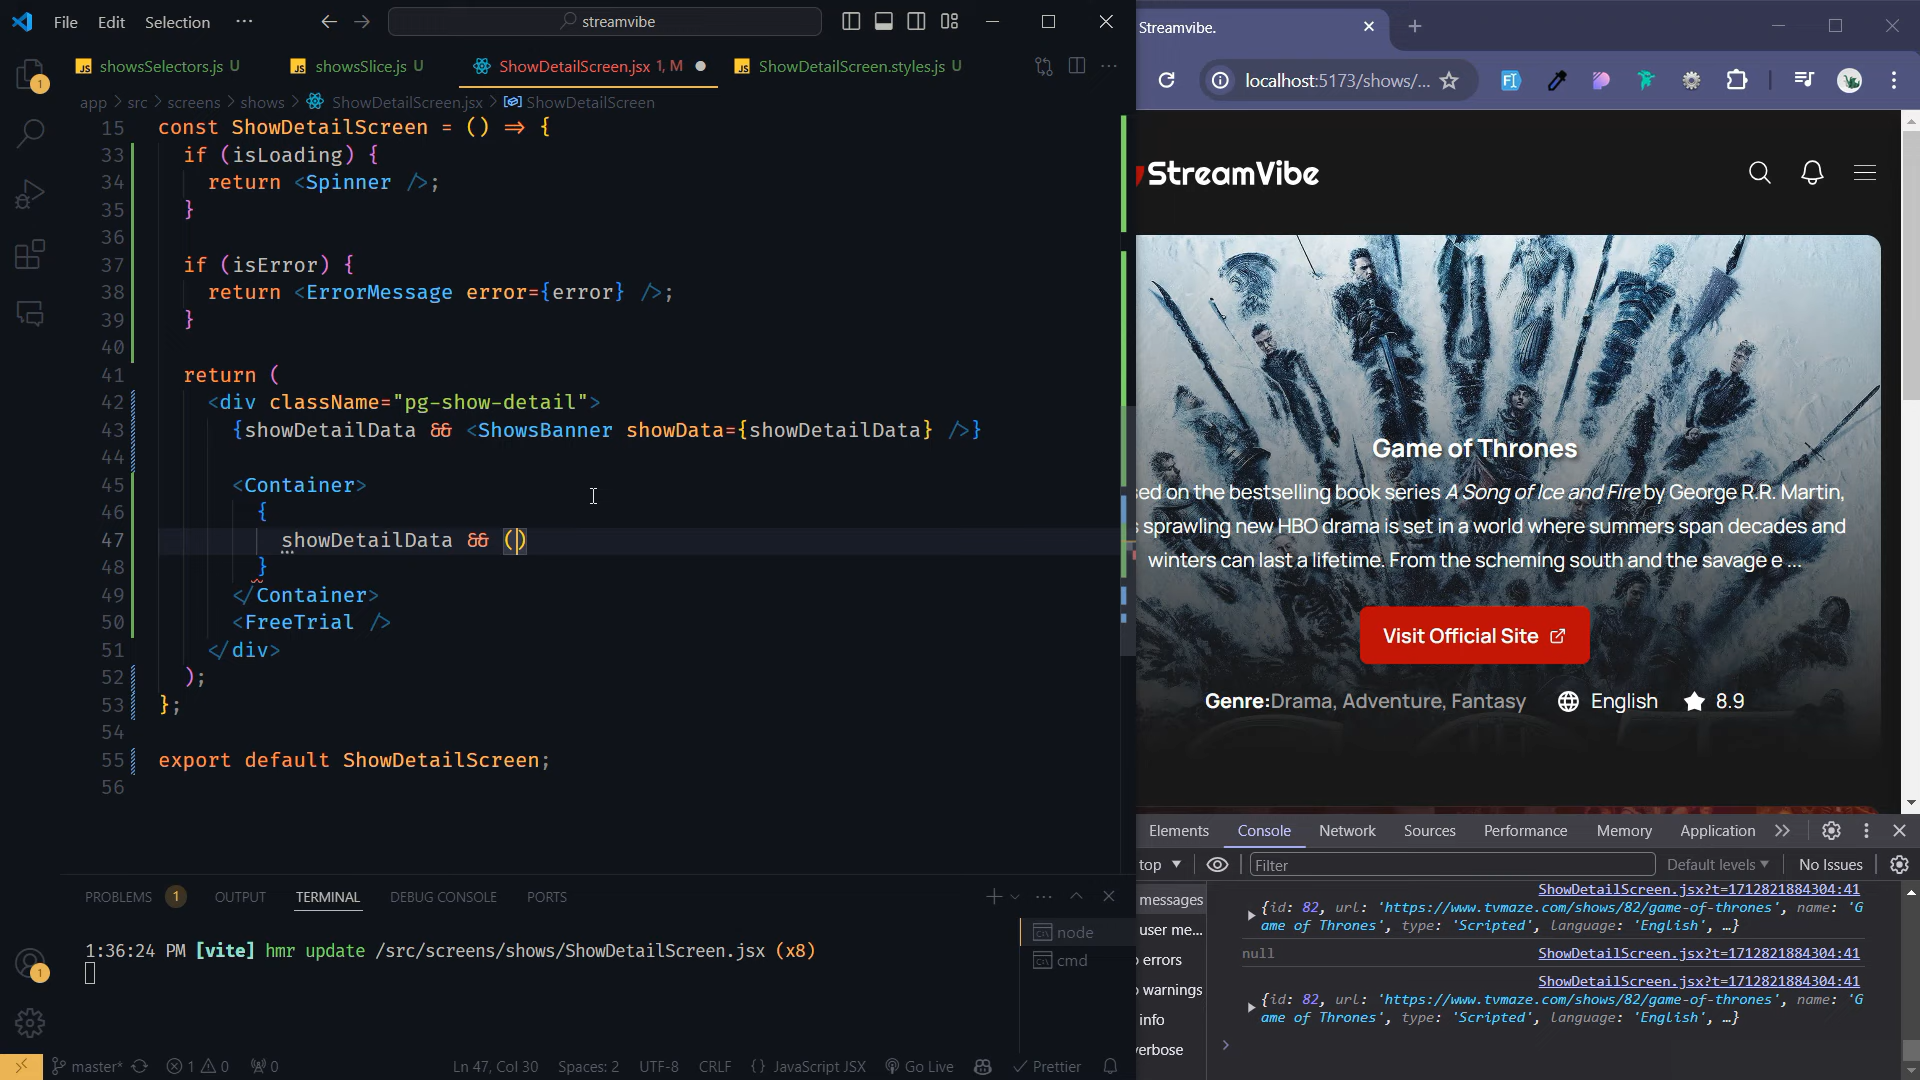 File Edit Selection ··· streamvibe
showsSelectors.js U showsSlice.js U ShowDetailScreen.jsx 1, M ShowDetailScreen.styles.js U
app > src > screens > shows > ShowDetailScreen.jsx > ShowDetailScreen
15 const ShowDetailScreen = () => {
33 if (isLoading) {
34 return <Spinner />;
35 }
36
37 if (isError) {
38 return <ErrorMessage error={error} />;
39 }
40
41 return (
42 <div className="pg-show-detail">
43 {showDetailData && <ShowsBanner showData={showDetailData} />}
44
45 <Container>
46 {
47 showDetailData && ()
48 }
49 </Container>
50 <FreeTrial />
51 </div>
52 );
53 };
54
55 export default ShowDetailScreen;
56
PROBLEMS 1 OUTPUT TERMINAL DEBUG CONSOLE PORTS
1:36:24 PM [vite] hmr update /src/screens/shows/ShowDetailScreen.jsx (x8)
node
cmd
master* 1 0 0 Ln 47, Col 30 Spaces: 2 UTF-8 CRLF {} JavaScript JSX Go Live Prettier
Streamvibe.
localhost:5173/shows/...
StreamVibe
Game of Thrones
ed on the bestselling book series A Song of Ice and Fire by George R.R. Martin,
sprawling new HBO drama is set in a world where summers span decades and
winters can last a lifetime. From the scheming south and the savage e ...
Visit Official Site
Genre:Drama, Adventure, Fantasy English 8.9
Elements Console Network Sources Performance Memory Application
top Filter Default levels No Issues
messages
user me...
errors
warnings
info
verbose
ShowDetailScreen.jsx?t=1712821884304:41
{id: 82, url: 'https://www.tvmaze.com/shows/82/game-of-thrones', name: 'G
ame of Thrones', type: 'Scripted', language: 'English', …}
null ShowDetailScreen.jsx?t=1712821884304:41
ShowDetailScreen.jsx?t=1712821884304:41
{id: 82, url: 'https://www.tvmaze.com/shows/82/game-of-thrones', name: 'G
ame of Thrones', type: 'Scripted', language: 'English', …}